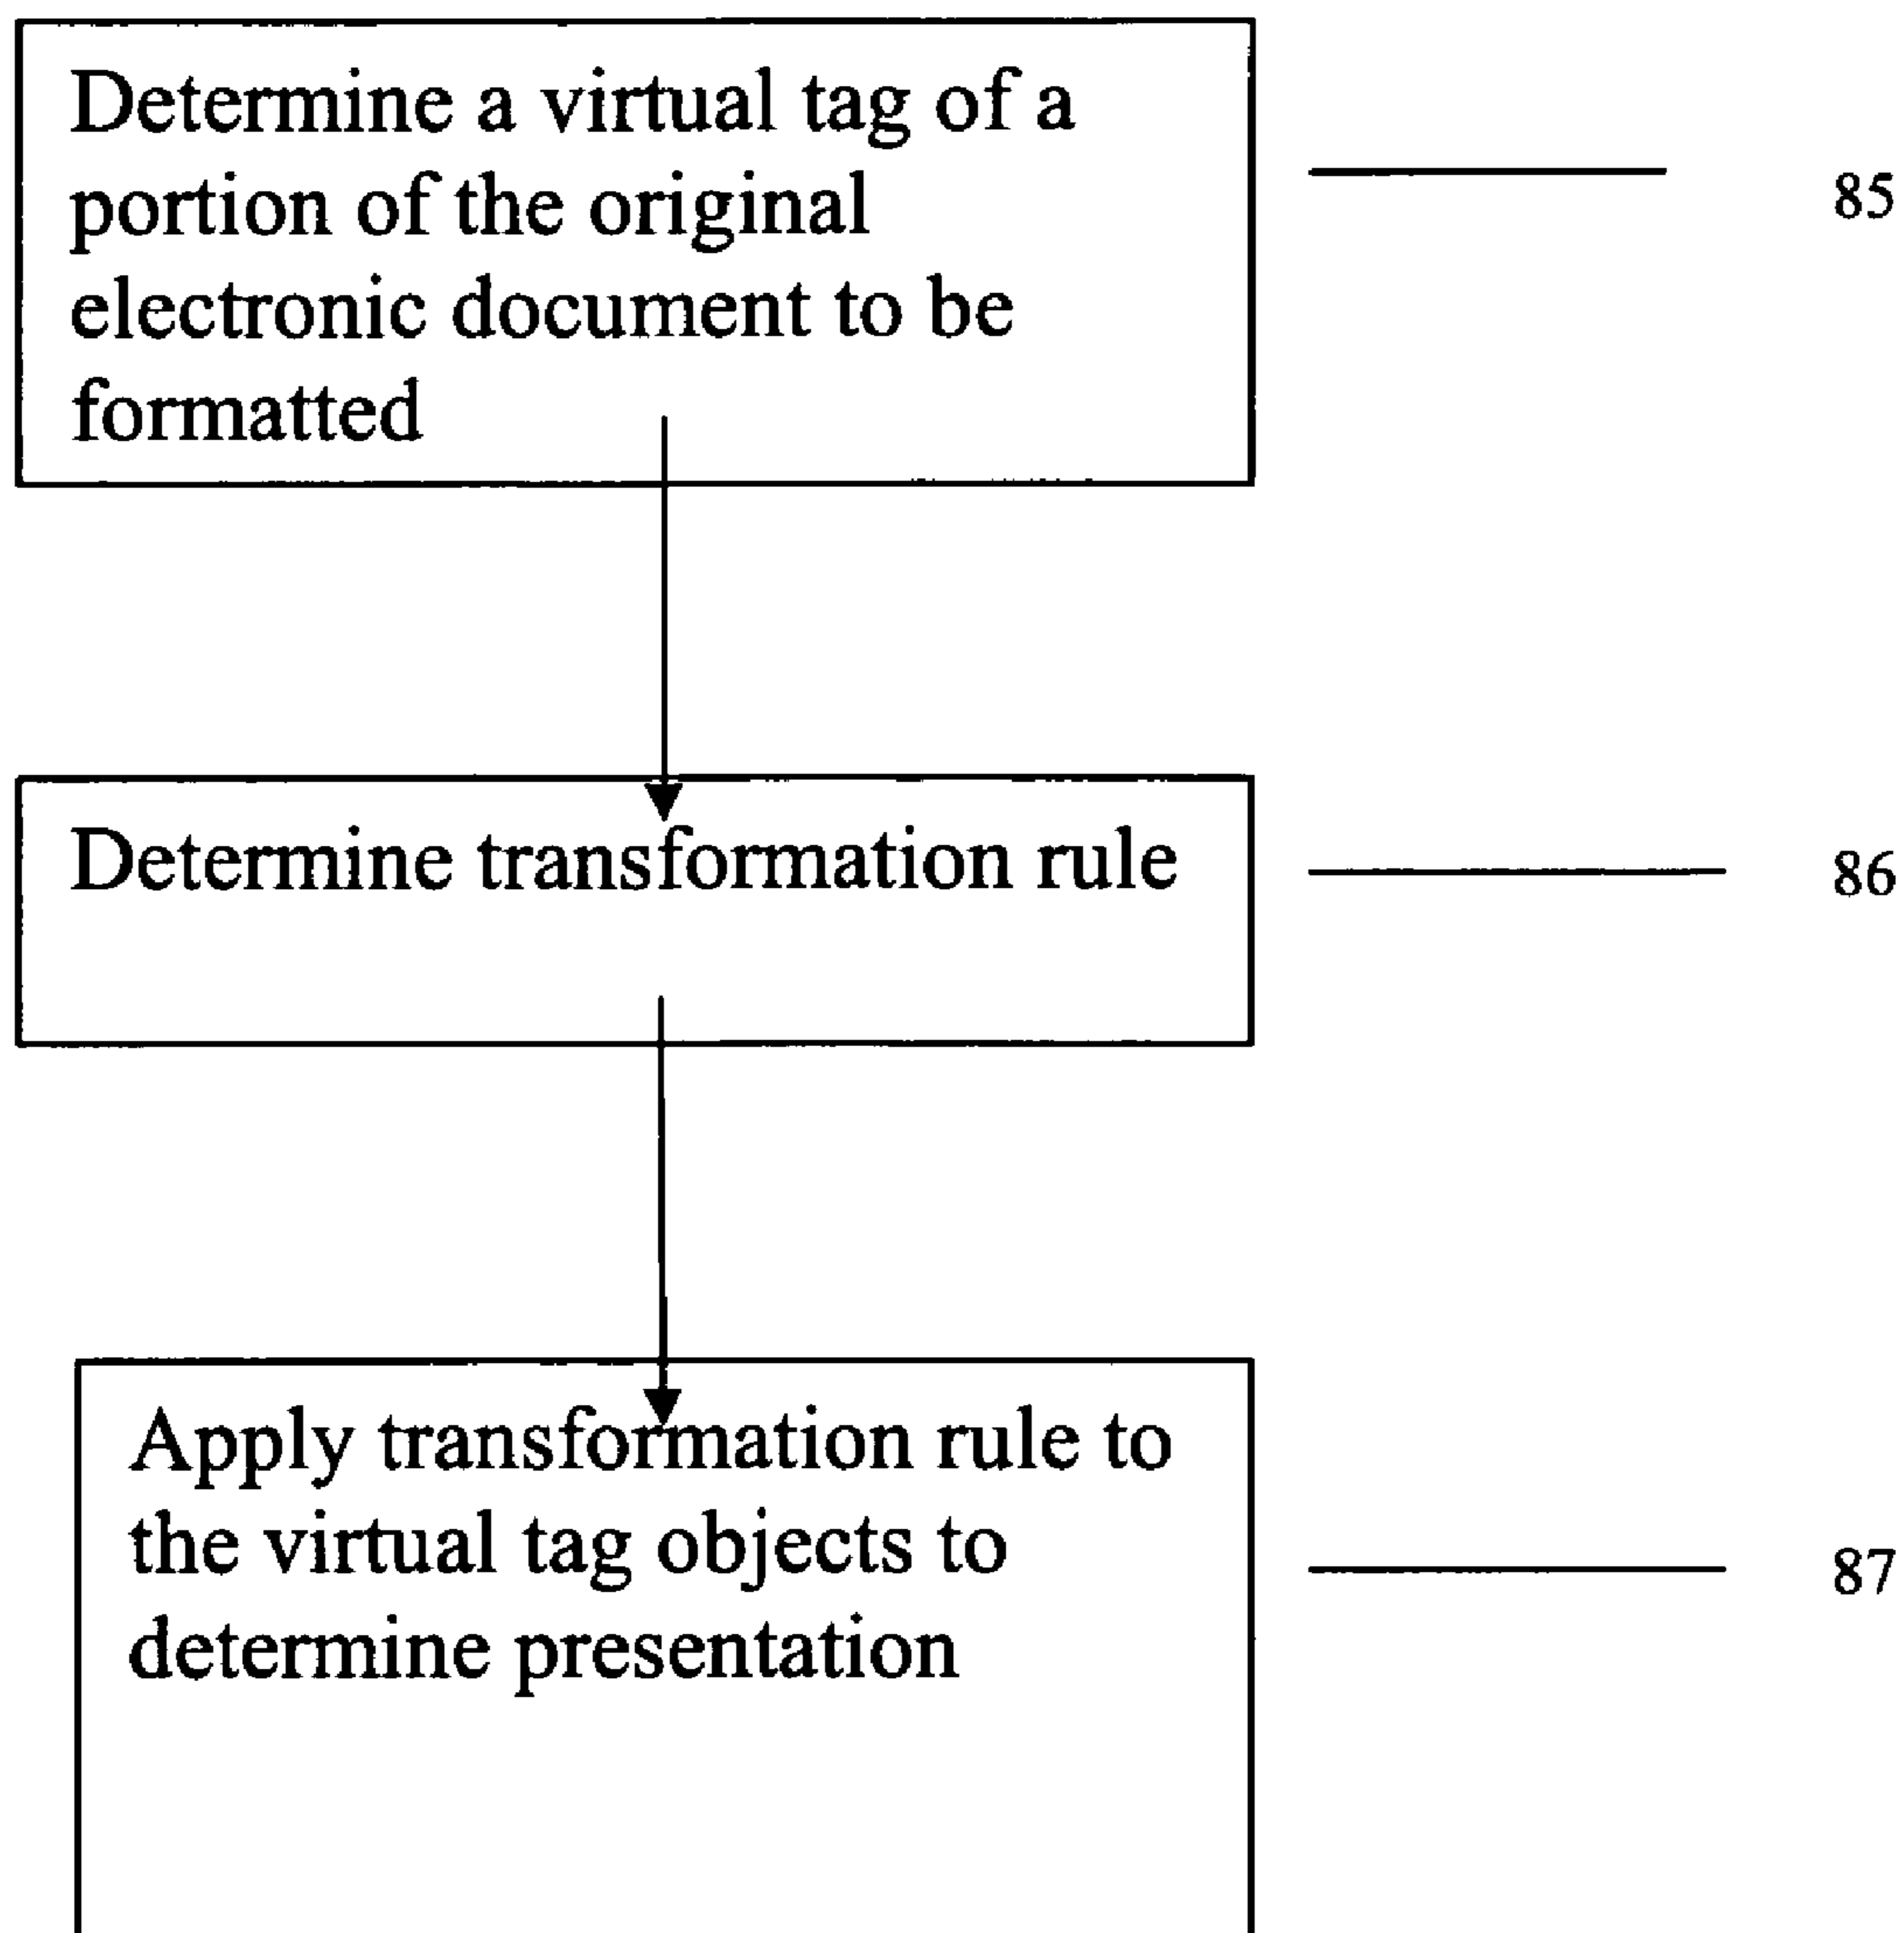 Determine a virtual tag of a
portion of the original
electronic document to be
formatted
85
Determine transformation rule
86
Apply transformation rule to
the virtual tag objects to
determine presentation
87